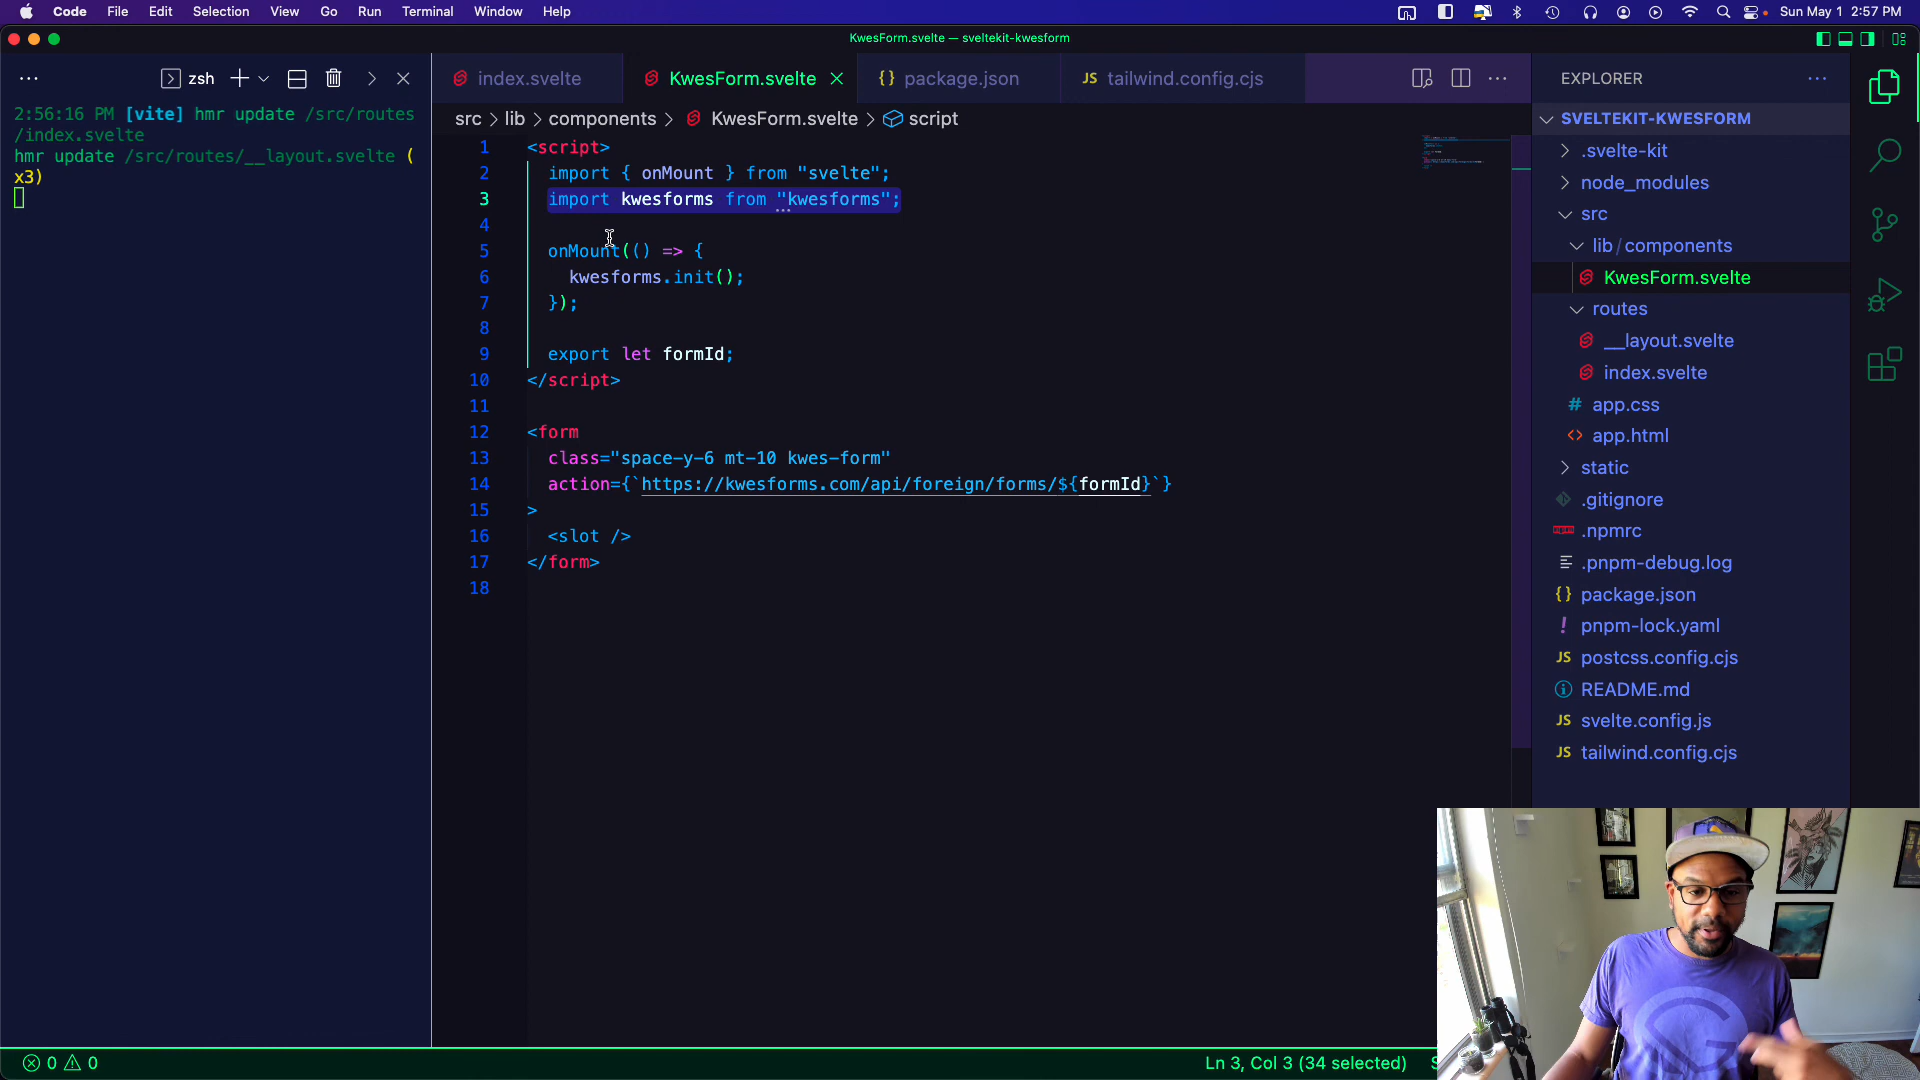 Code File Edit Selection View Go Run Terminal Window Help
Sun May 1 2:57 PM
KwesForm.svelte — sveltekit-kwesform
zsh
2:56:16 PM [vite] hmr update /src/routes
/index.svelte
hmr update /src/routes/__layout.svelte (
x3)
index.svelte
KwesForm.svelte
package.json
tailwind.config.cjs
src > lib > components > KwesForm.svelte > script
1 <script>
2 import { onMount } from "svelte";
3 import kwesforms from "kwesforms";
4
5 onMount(() => {
6 kwesforms.init();
7 });
8
9 export let formId;
10 </script>
11
12 <form
13 class="space-y-6 mt-10 kwes-form"
14 action={`https://kwesforms.com/api/foreign/forms/${formId}`}
15 >
16 <slot />
17 </form>
18
EXPLORER
SVELTEKIT-KWESFORM
.svelte-kit
node_modules
src
lib / components
KwesForm.svelte
routes
__layout.svelte
index.svelte
app.css
app.html
static
.gitignore
.npmrc
.pnpm-debug.log
package.json
pnpm-lock.yaml
postcss.config.cjs
README.md
svelte.config.js
tailwind.config.cjs
0 0
Ln 3, Col 3 (34 selected)